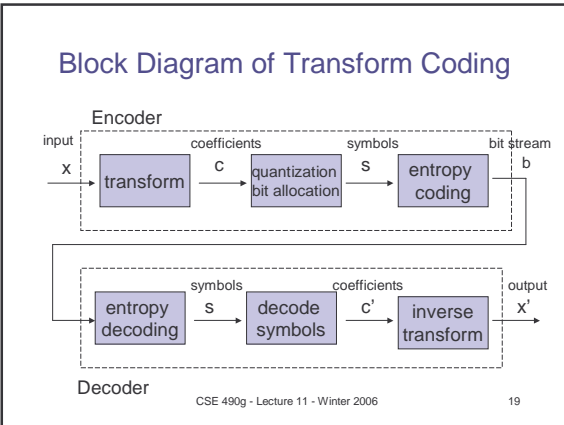 Block Diagram of Transform Coding
Encoder
input
coefficients
symbols
bit stream
x
transform
c
quantization
bit allocation
s
entropy
coding
b
symbols
coefficients
output
entropy
decoding
s
decode
symbols
c'
inverse
transform
x'
Decoder
CSE 490g - Lecture 11 - Winter 2006
19